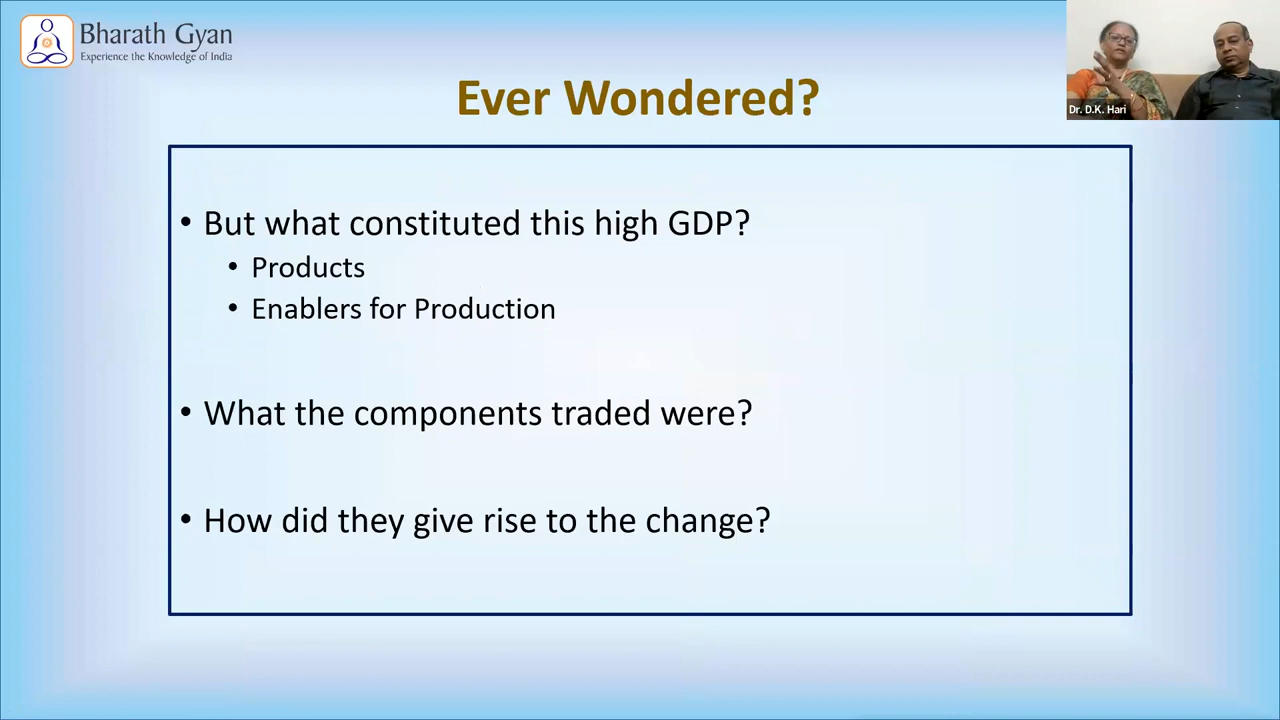 Bharath Gyan
Experience the Knowledge of India
Dr. D.K. Hari
Ever Wondered?
• But what constituted this high GDP?
• Products
• Enablers for Production
• What the components traded were?
• How did they give rise to the change?